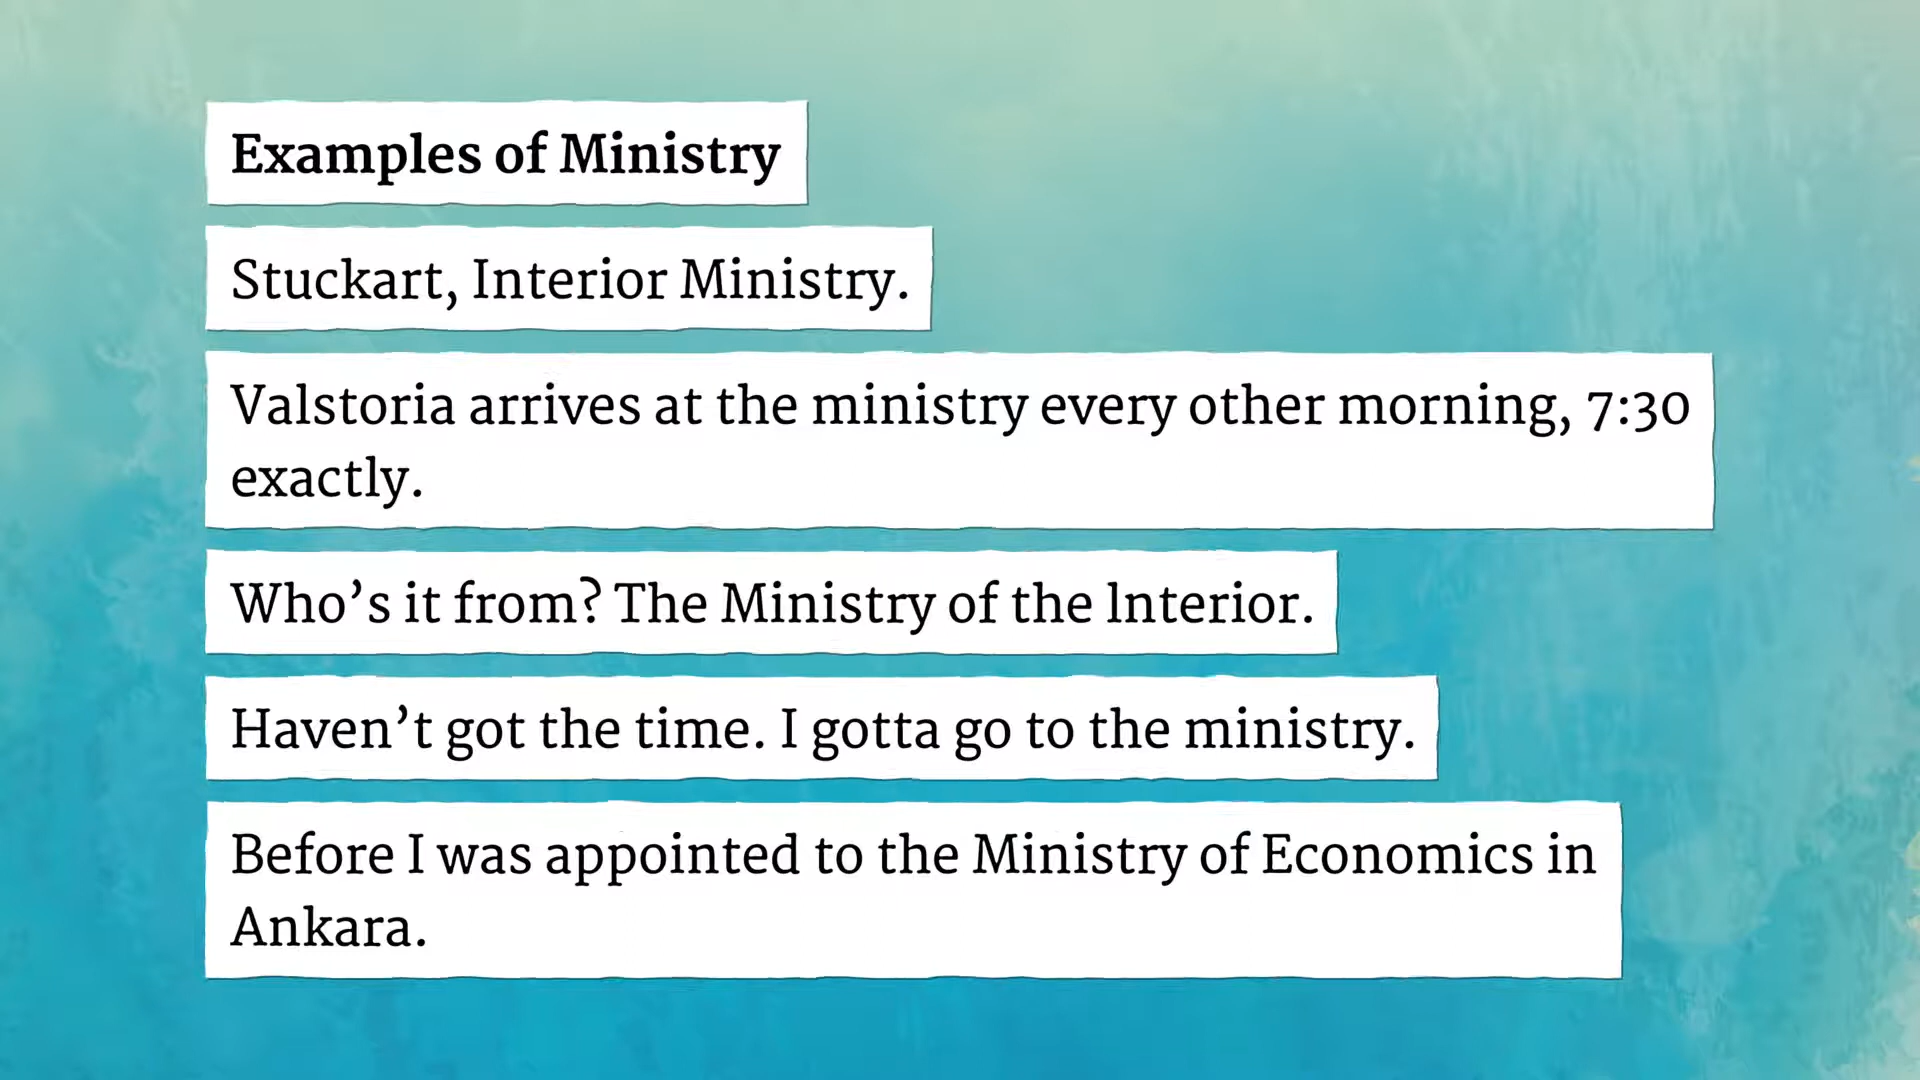 Examples of Ministry
Stuckart, Interior Ministry.
Valstoria arrives at the ministry every other morning, 7:30
exactly.
Who’s it from? The Ministry of the lnterior.
Haven’t got the time. I gotta go to the ministry.
Before I was appointed to the Ministry of Economics in
Ankara.